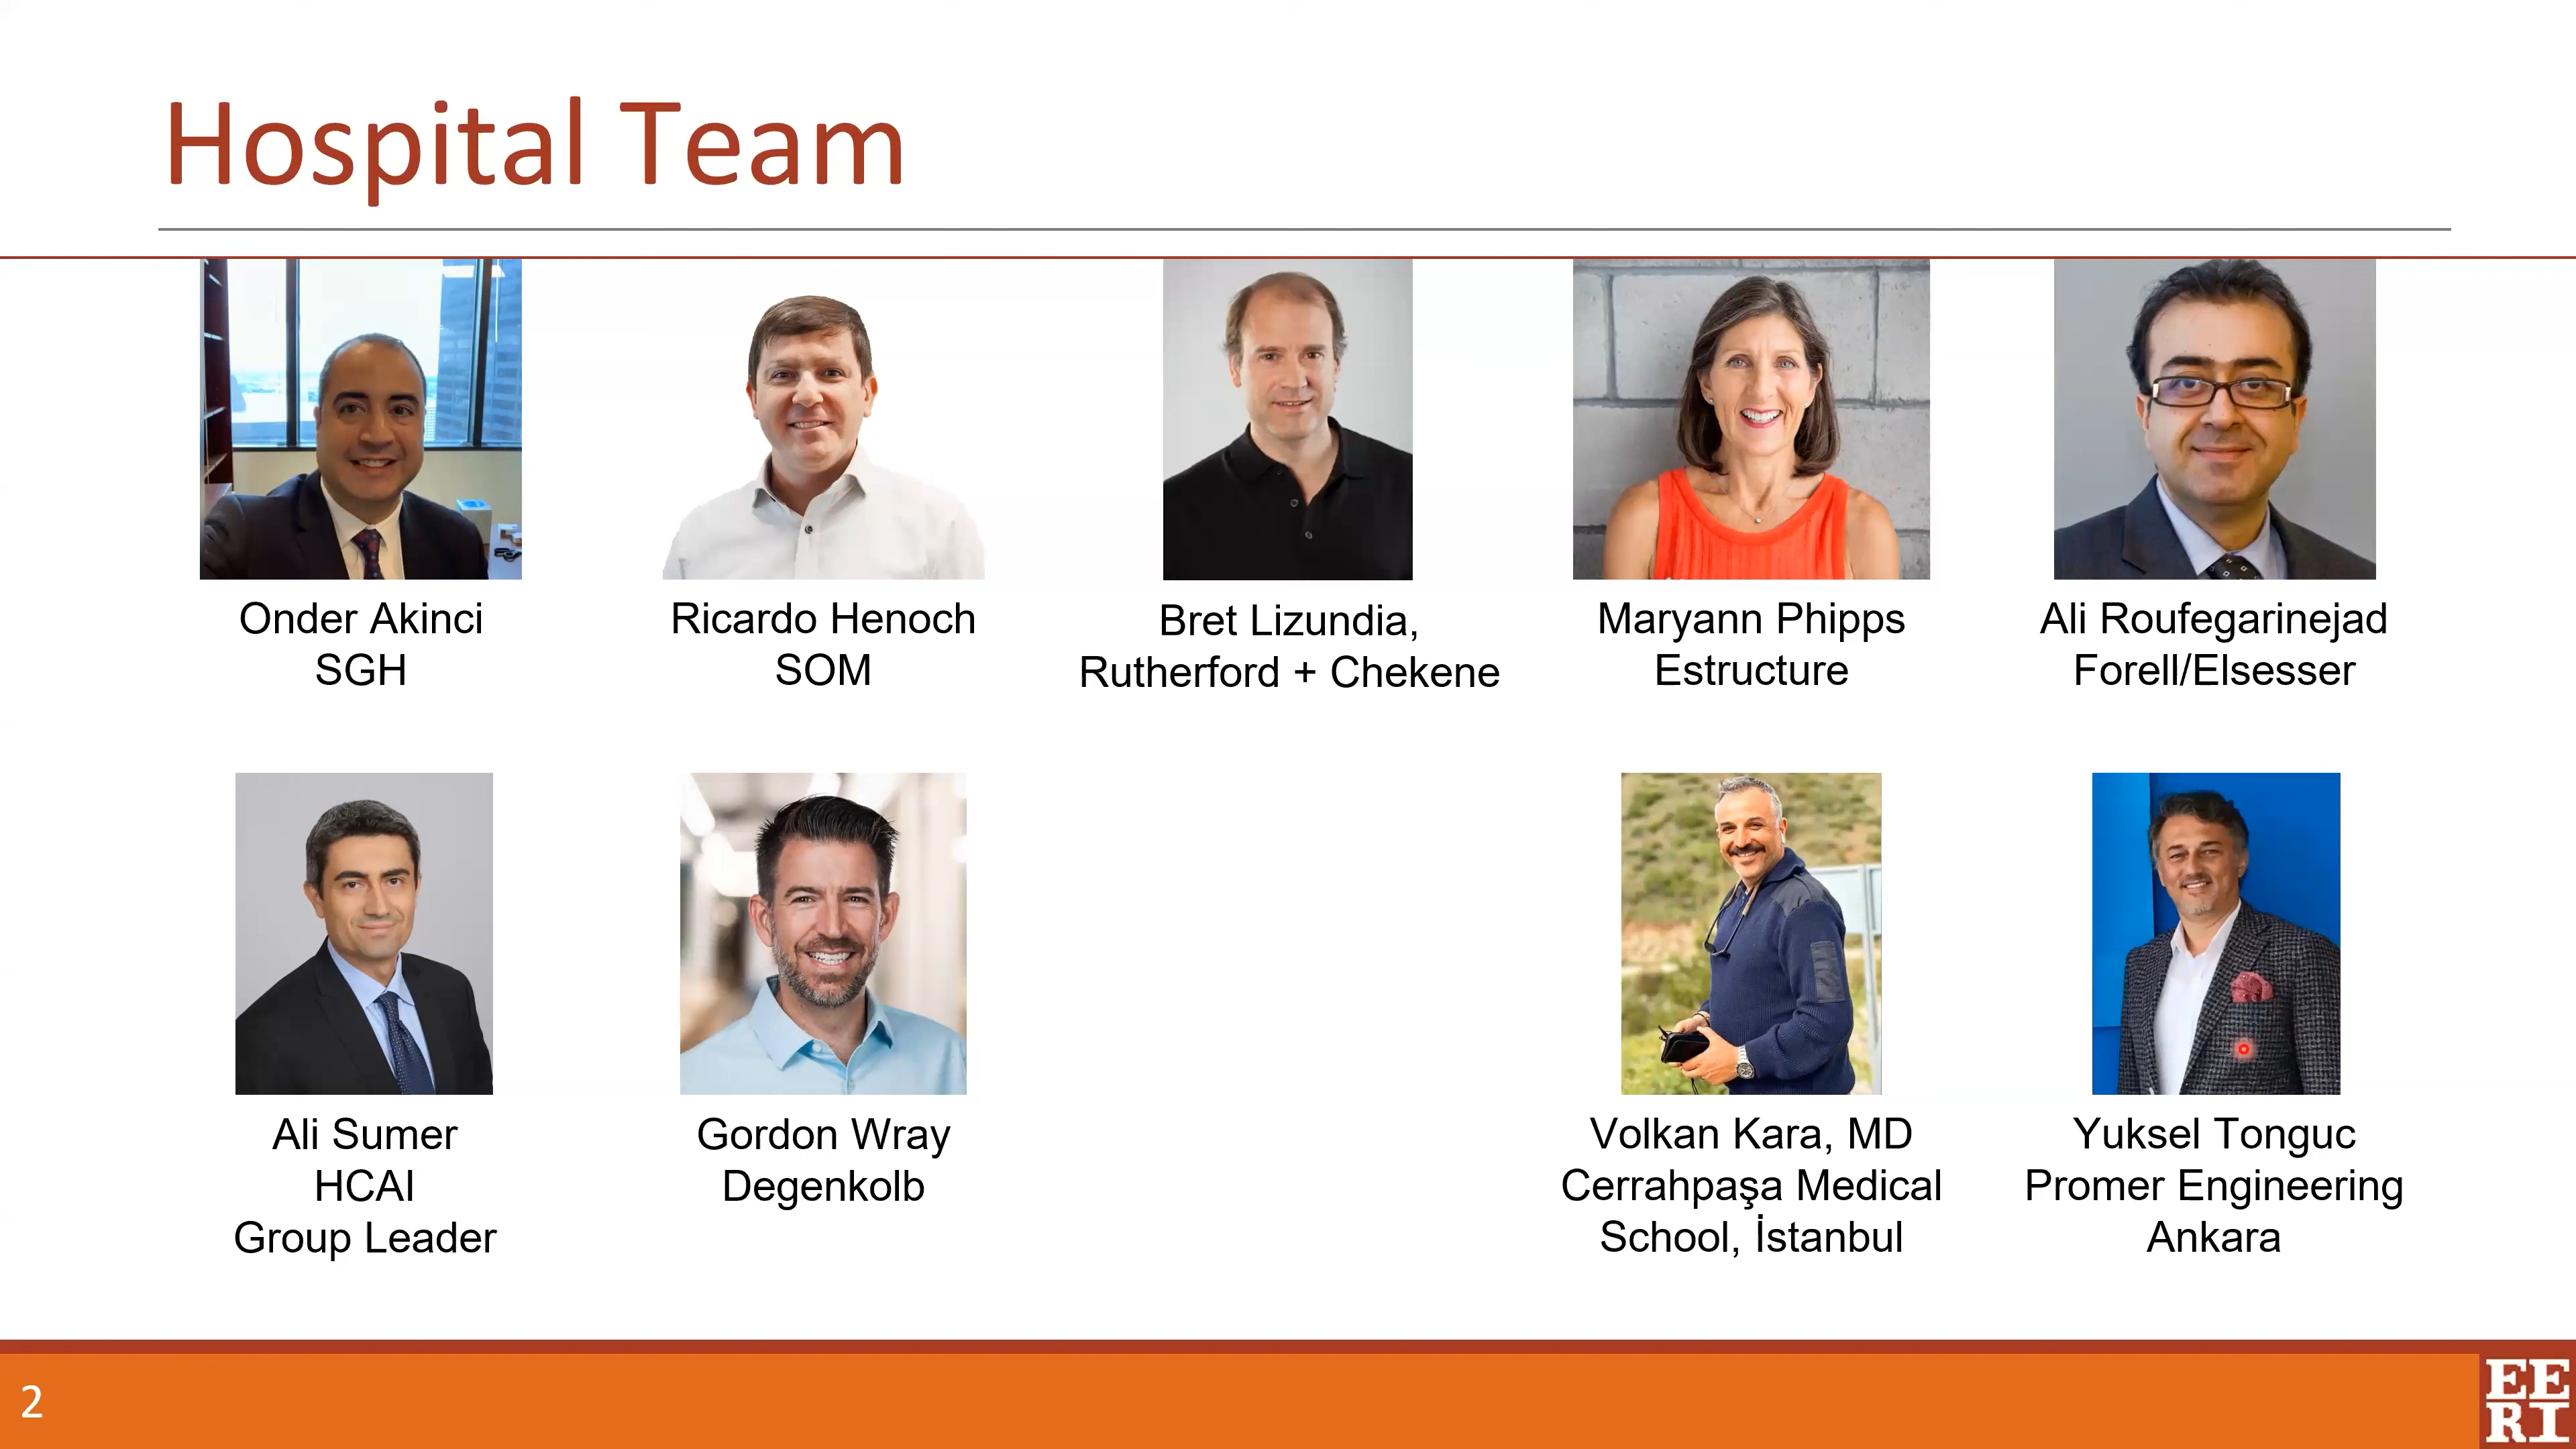 Hospital Team
Onder Akinci
SGH
Ricardo Henoch
SOM
Bret Lizundia,
Rutherford + Chekene
Maryann Phipps
Estructure
Ali Roufegarinejad
Forell/Elsesser
Ali Sumer
HCAI
Group Leader
Gordon Wray
Degenkolb
Volkan Kara, MD
Cerrahpaşa Medical
School, İstanbul
Yuksel Tonguc
Promer Engineering
Ankara
2
EE
RI